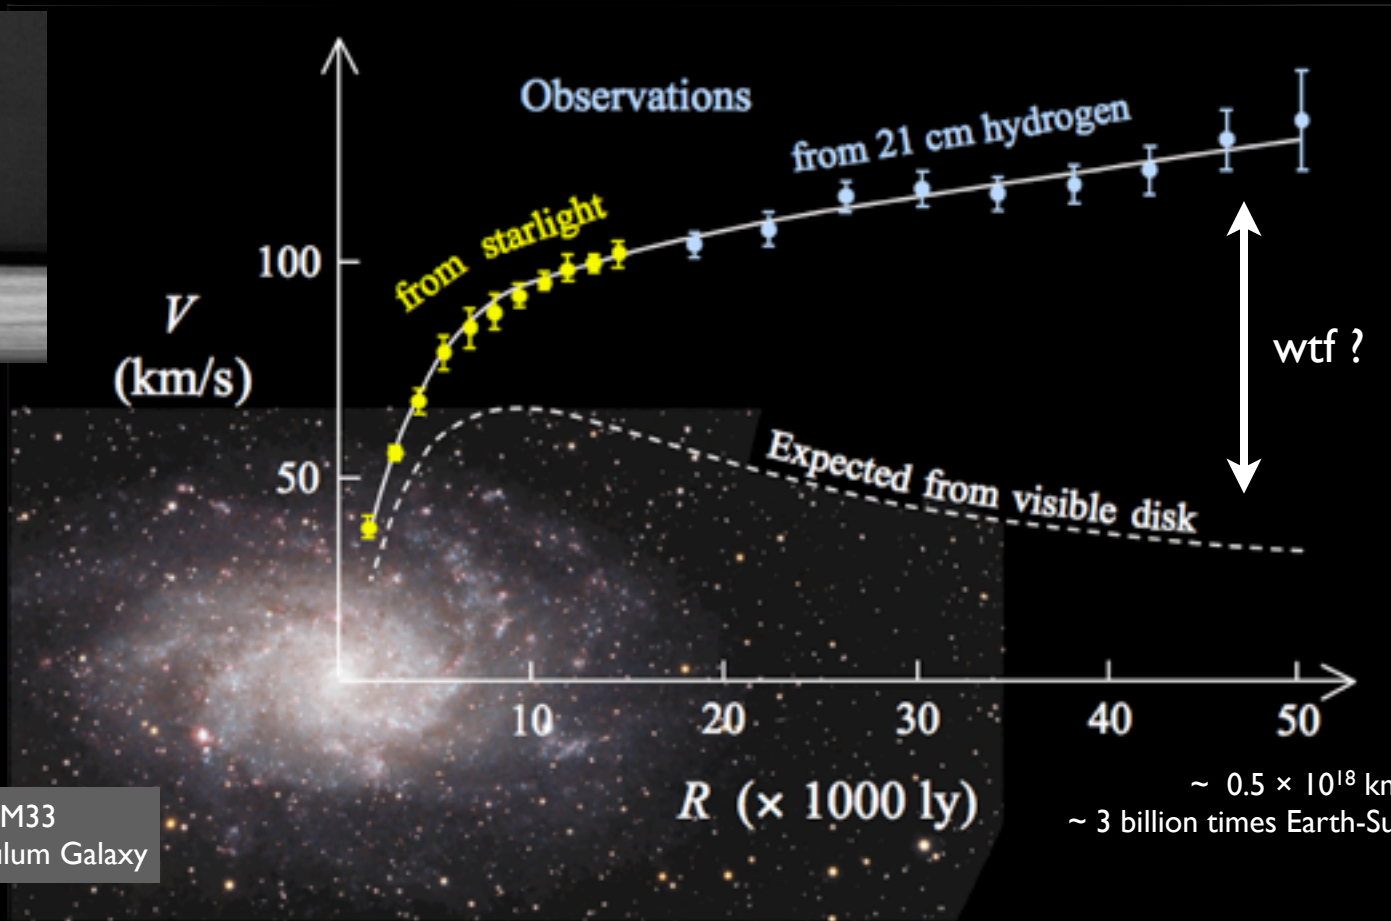 Observations
from 21 cm hydrogen
from starlight
100
V
(km/s)
wtf ?
50
Expected from visible disk
10 20 30 40 50
R (× 1000 ly)
~ 0.5 × 10¹⁸ km
~ 3 billion times Earth-Su
M33
lum Galaxy